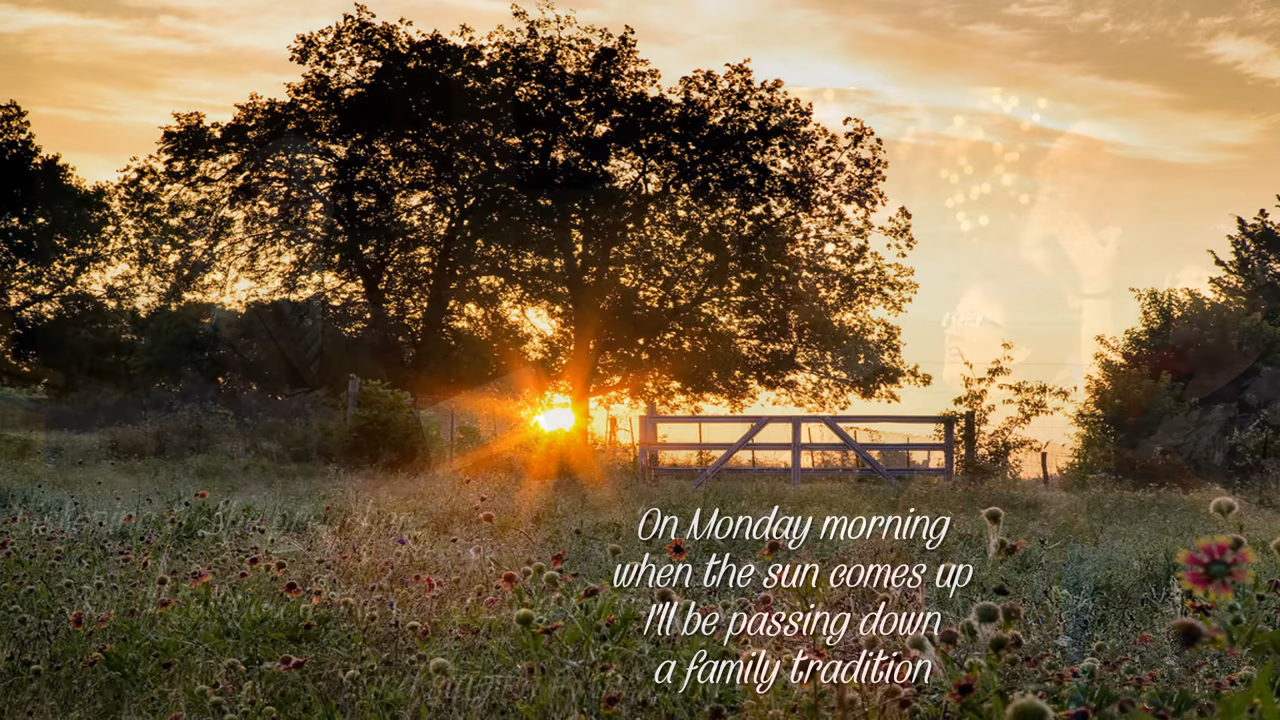 On Monday morning
when the sun comes up
I'll be passing down
a family tradition